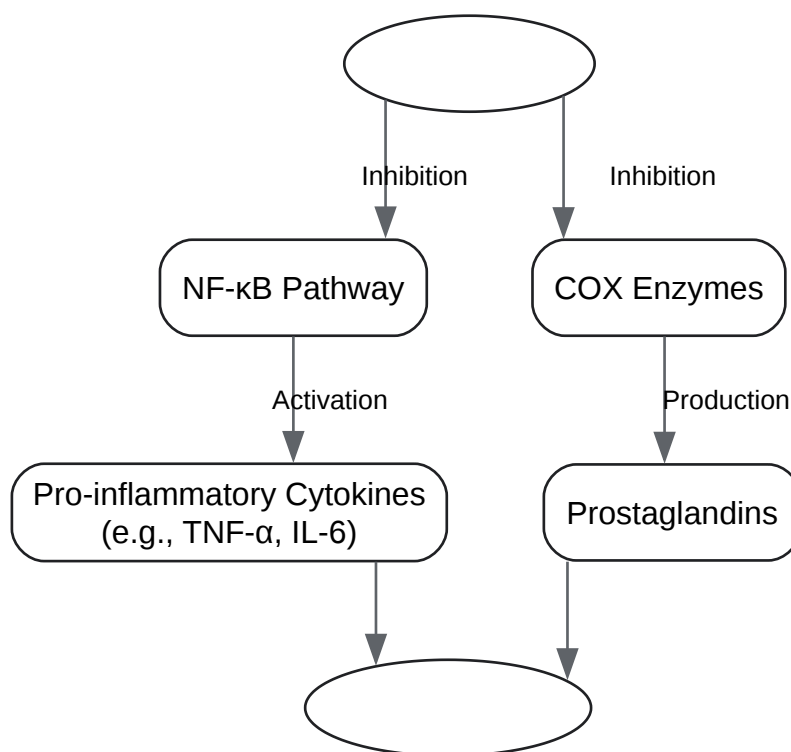 Inhibition
Inhibition
NF-κB Pathway
COX Enzymes
Activation
Production
Pro-inflammatory Cytokines
(e.g., TNF-α, IL-6)
Prostaglandins